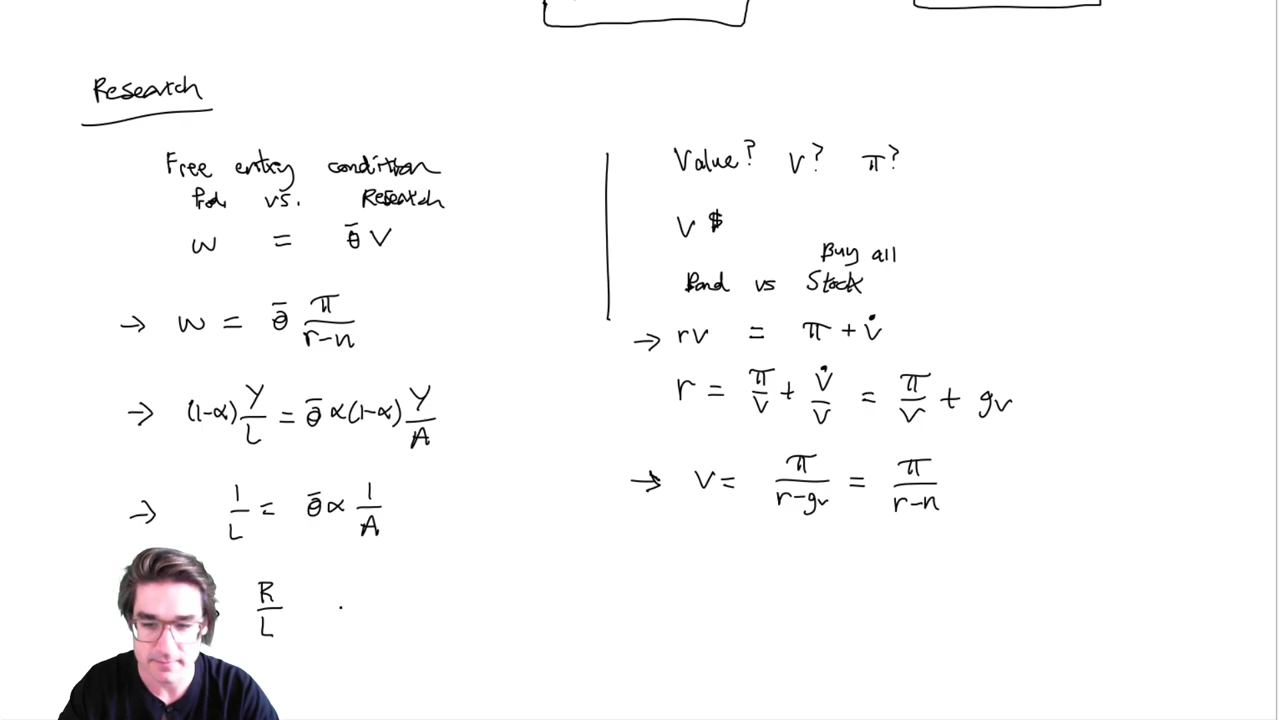 Research
Free entry condition
Prod. vs. Research
w = θ̄ V
→ w = θ̄ π/(r-n)
→ (1-α) Y/L = θ̄ α(1-α) Y/A
→ 1/L = θ̄ α 1/A
R/L
Value? V? π?
V $
Buy all
Bond vs Stock
→ rV = π + V̇
r = π/V + V̇/V = π/V + gv
→ V = π/(r-gv) = π/(r-n)